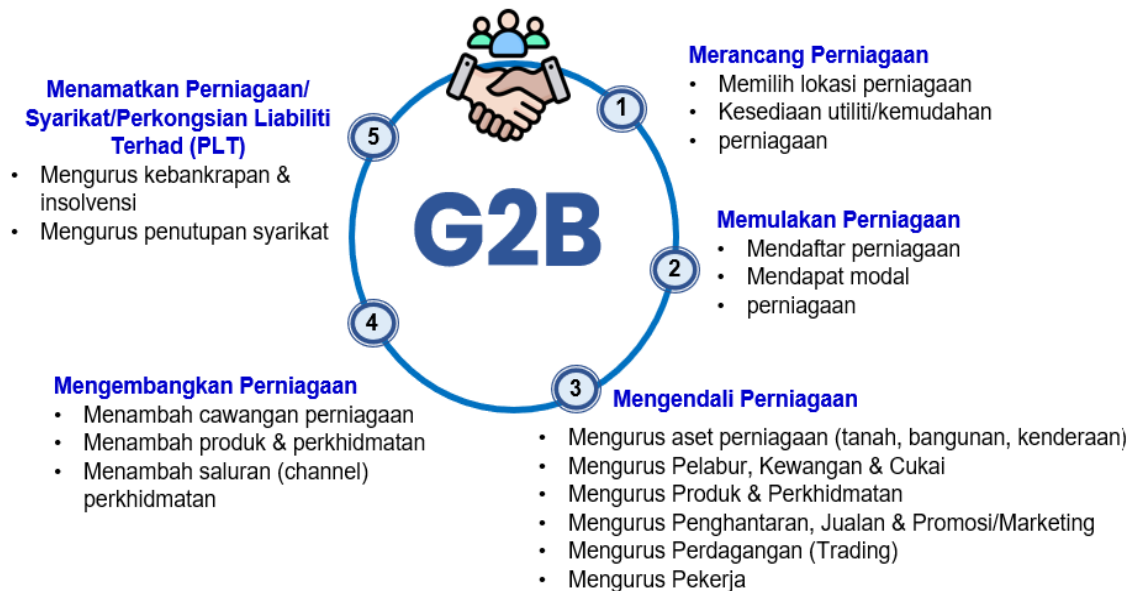 G2B
1
Merancang Perniagaan
• Memilih lokasi perniagaan
• Kesediaan utiliti/kemudahan
• perniagaan
2
Memulakan Perniagaan
• Mendaftar perniagaan
• Mendapat modal
• perniagaan
3
Mengendali Perniagaan
• Mengurus aset perniagaan (tanah, bangunan, kenderaan)
• Mengurus Pelabur, Kewangan & Cukai
• Mengurus Produk & Perkhidmatan
• Mengurus Penghantaran, Jualan & Promosi/Marketing
• Mengurus Perdagangan (Trading)
• Mengurus Pekerja
4
Mengembangkan Perniagaan
• Menambah cawangan perniagaan
• Menambah produk & perkhidmatan
• Menambah saluran (channel)
perkhidmatan
5
Menamatkan Perniagaan/
Syarikat/Perkongsian Liabiliti
Terhad (PLT)
• Mengurus kebankrapan &
insolvensi
• Mengurus penutupan syarikat